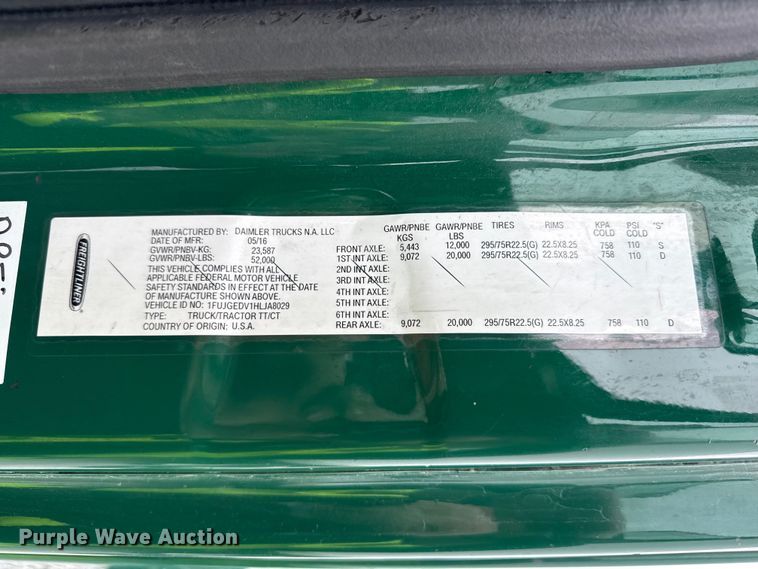 FREIGHTLINER
MANUFACTURED BY: DAIMLER TRUCKS N.A. LLC
DATE OF MFR: 05/16
GVWR/PNBV-KG: 23,587
GVWR/PNBV-LBS: 52,000
THIS VEHICLE COMPLIES WITH ALL
APPLICABLE FEDERAL MOTOR VEHICLE
SAFETY STANDARDS IN EFFECT AT THE DATE
OF MANUFACTURE SHOWN ABOVE.
VEHICLE ID NO.: 1FUJGEDV1HLJA8029
TYPE: TRUCK/TRACTOR TT/CT
COUNTRY OF ORIGIN: U.S.A.
GAWR/PNBE GAWR/PNBE TIRES RIMS KPA PSI "S"
KGS LBS COLD COLD
FRONT AXLE: 5,443 12,000 295/75R22.5(G) 22.5X8.25 758 110 S
1ST INT AXLE: 9,072 20,000 295/75R22.5(G) 22.5X8.25 758 110 D
2ND INT AXLE:
3RD INT AXLE:
4TH INT AXLE:
5TH INT AXLE:
6TH INT AXLE:
REAR AXLE: 9,072 20,000 295/75R22.5(G) 22.5X8.25 758 110 D
Purple Wave Auction